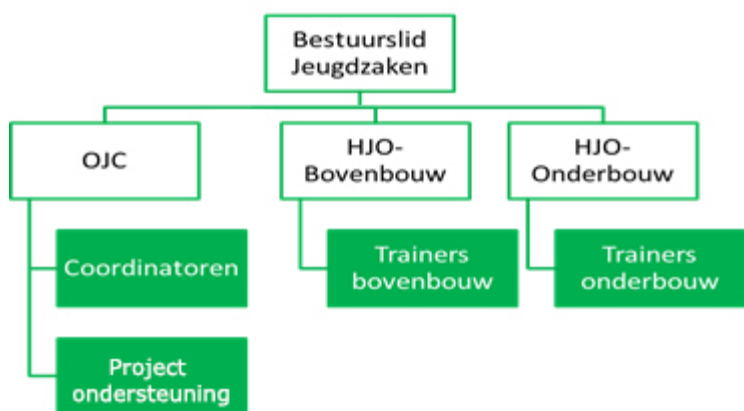 Bestuurslid
Jeugdzaken
OJC
HJO-
Bovenbouw
HJO-
Onderbouw
Coordinatoren
Trainers
bovenbouw
Trainers
onderbouw
Project
ondersteuning